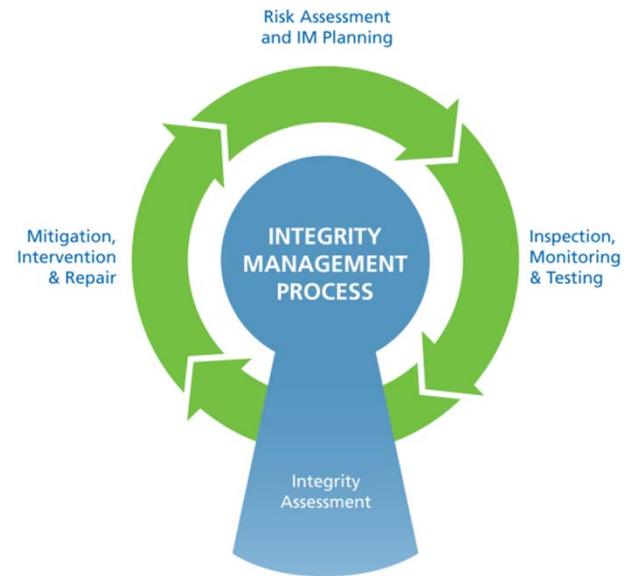 Risk Assessment
and IM Planning
Mitigation,
Intervention
& Repair
INTEGRITY
MANAGEMENT
PROCESS
Inspection,
Monitoring
& Testing
Integrity
Assessment